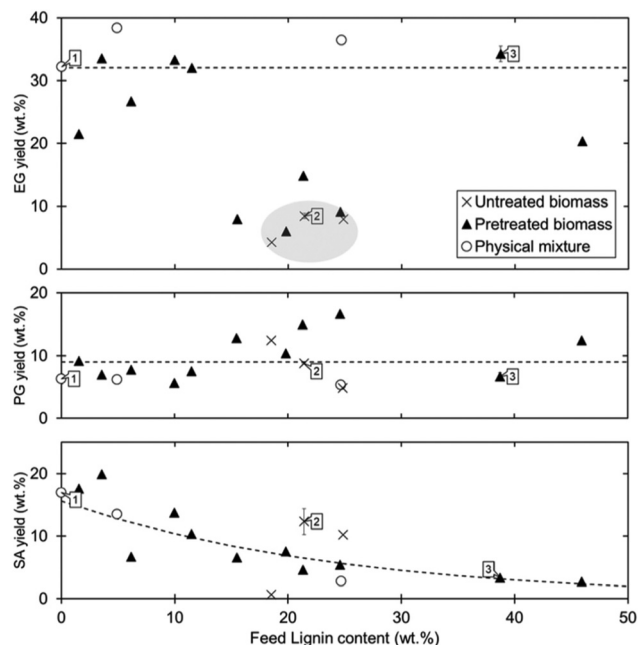 40
30
20
10
0
EG yield (wt.%)
1
2
3
Untreated biomass
Pretreated biomass
Physical mixture
20
10
0
PG yield (wt.%)
1
2
3
20
10
0
SA yield (wt.%)
1
2
3
0 10 20 30 40 50
Feed Lignin content (wt.%)